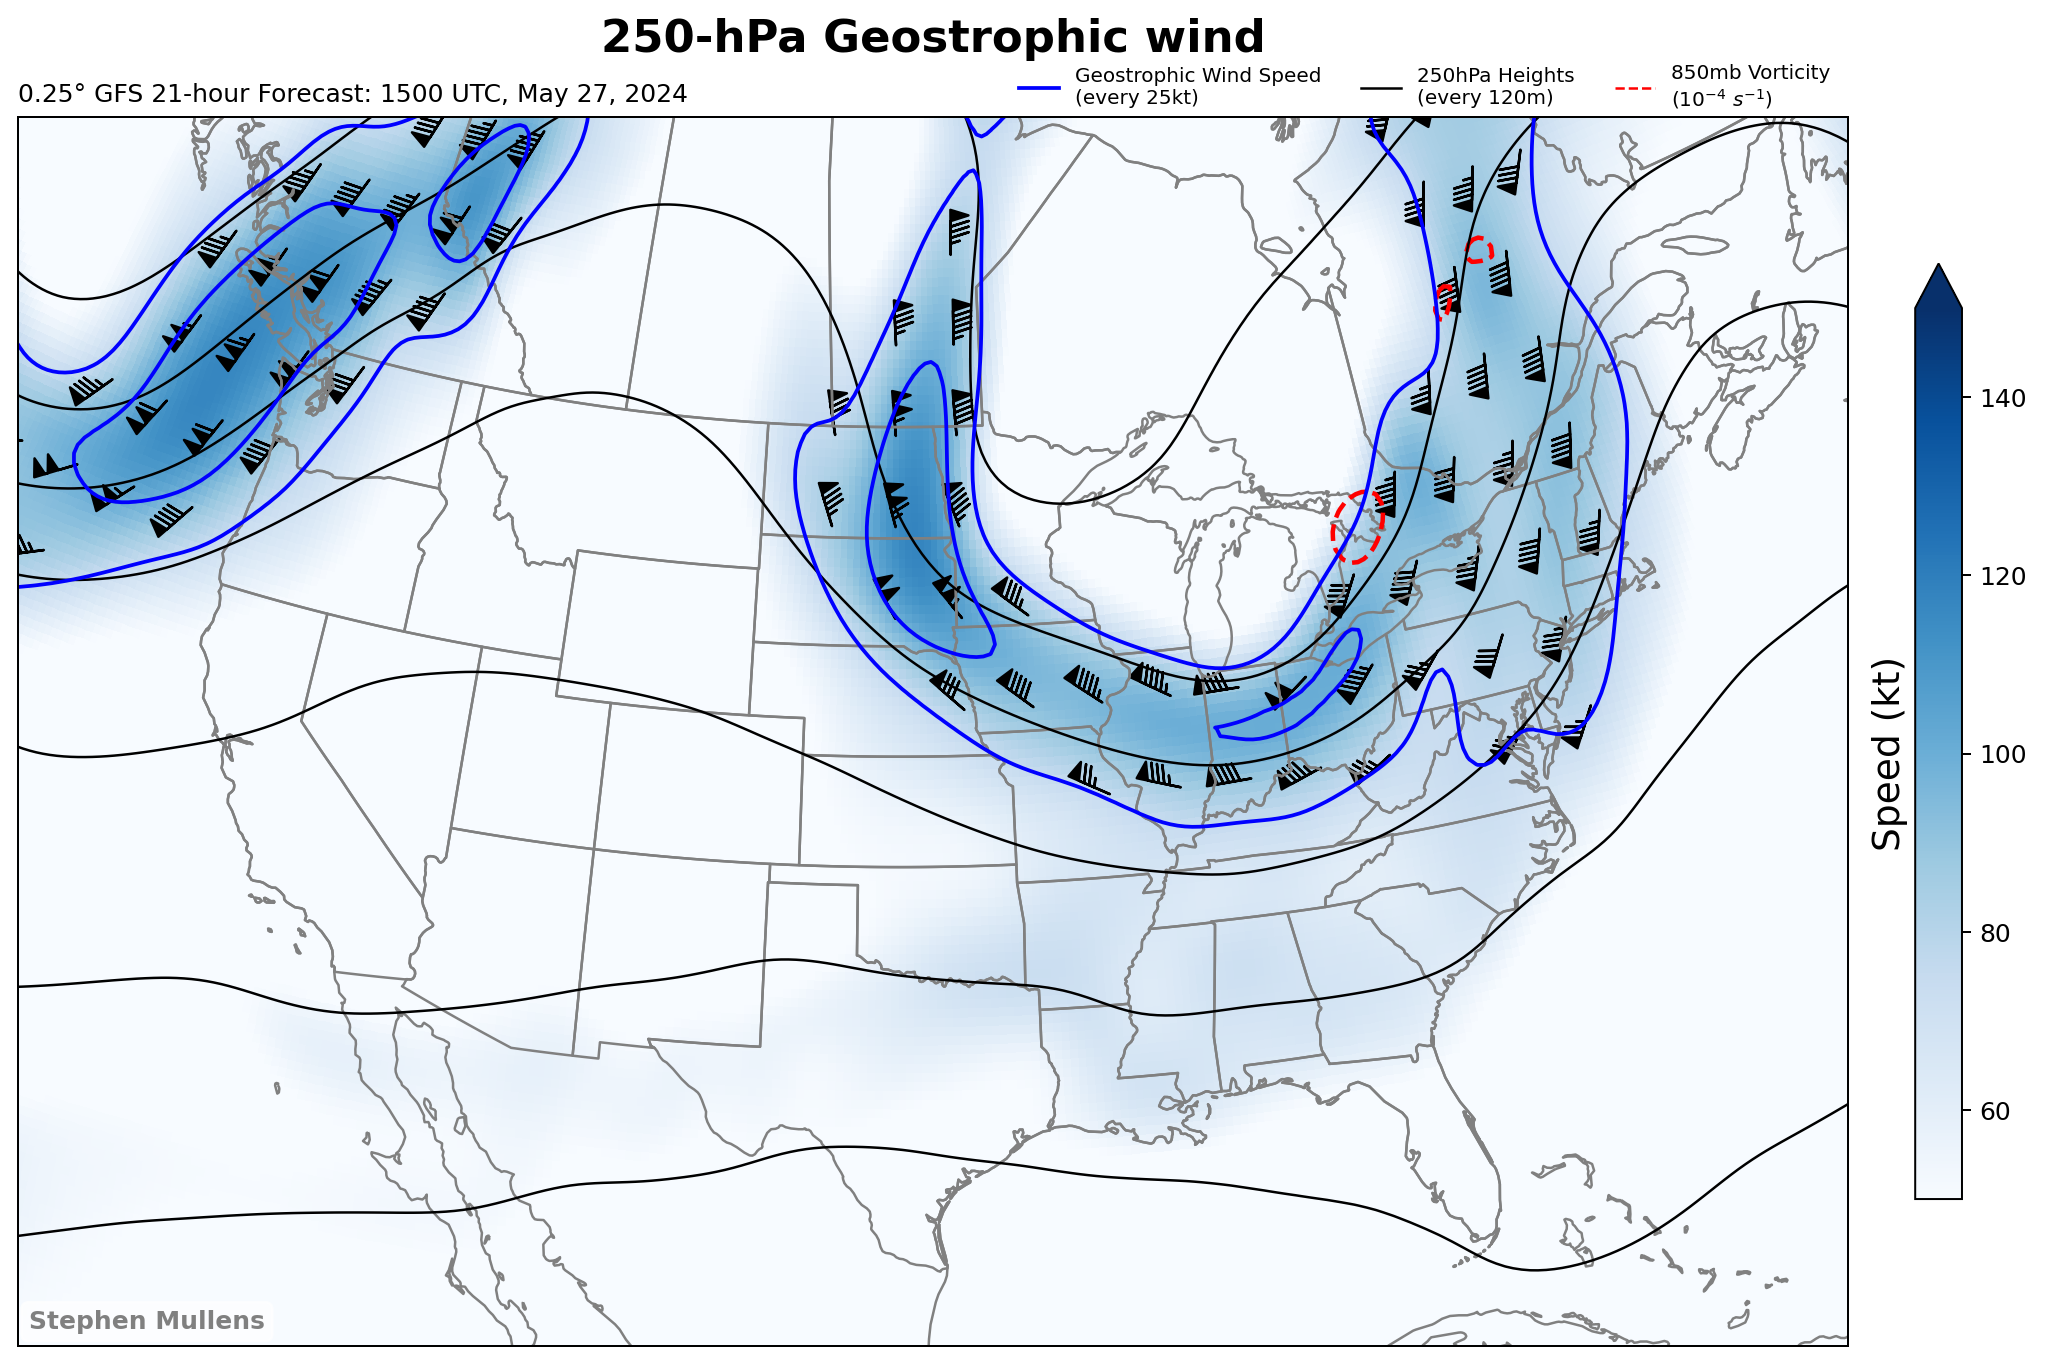 250-hPa Geostrophic wind
0.25° GFS 21-hour Forecast: 1500 UTC, May 27, 2024
Geostrophic Wind Speed
(every 25kt)
250hPa Heights
(every 120m)
850mb Vorticity
(10⁻⁴ s⁻¹)
140
120
100
80
60
Speed (kt)
Stephen Mullens